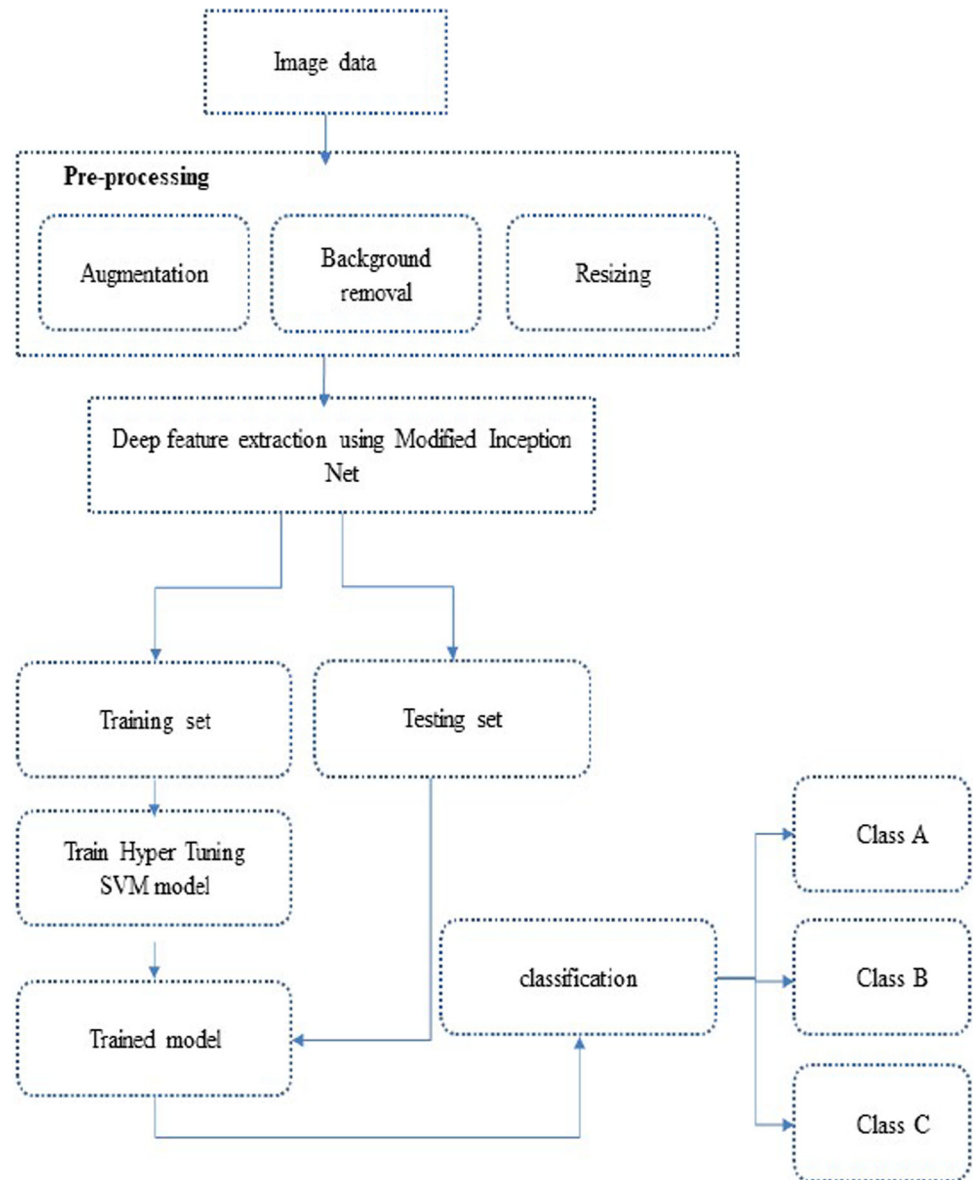 Image data
Pre-processing
Augmentation
Background
removal
Resizing
Deep feature extraction using Modified Inception
Net
Training set
Testing set
Train Hyper Tuning
SVM model
Trained model
classification
Class A
Class B
Class C